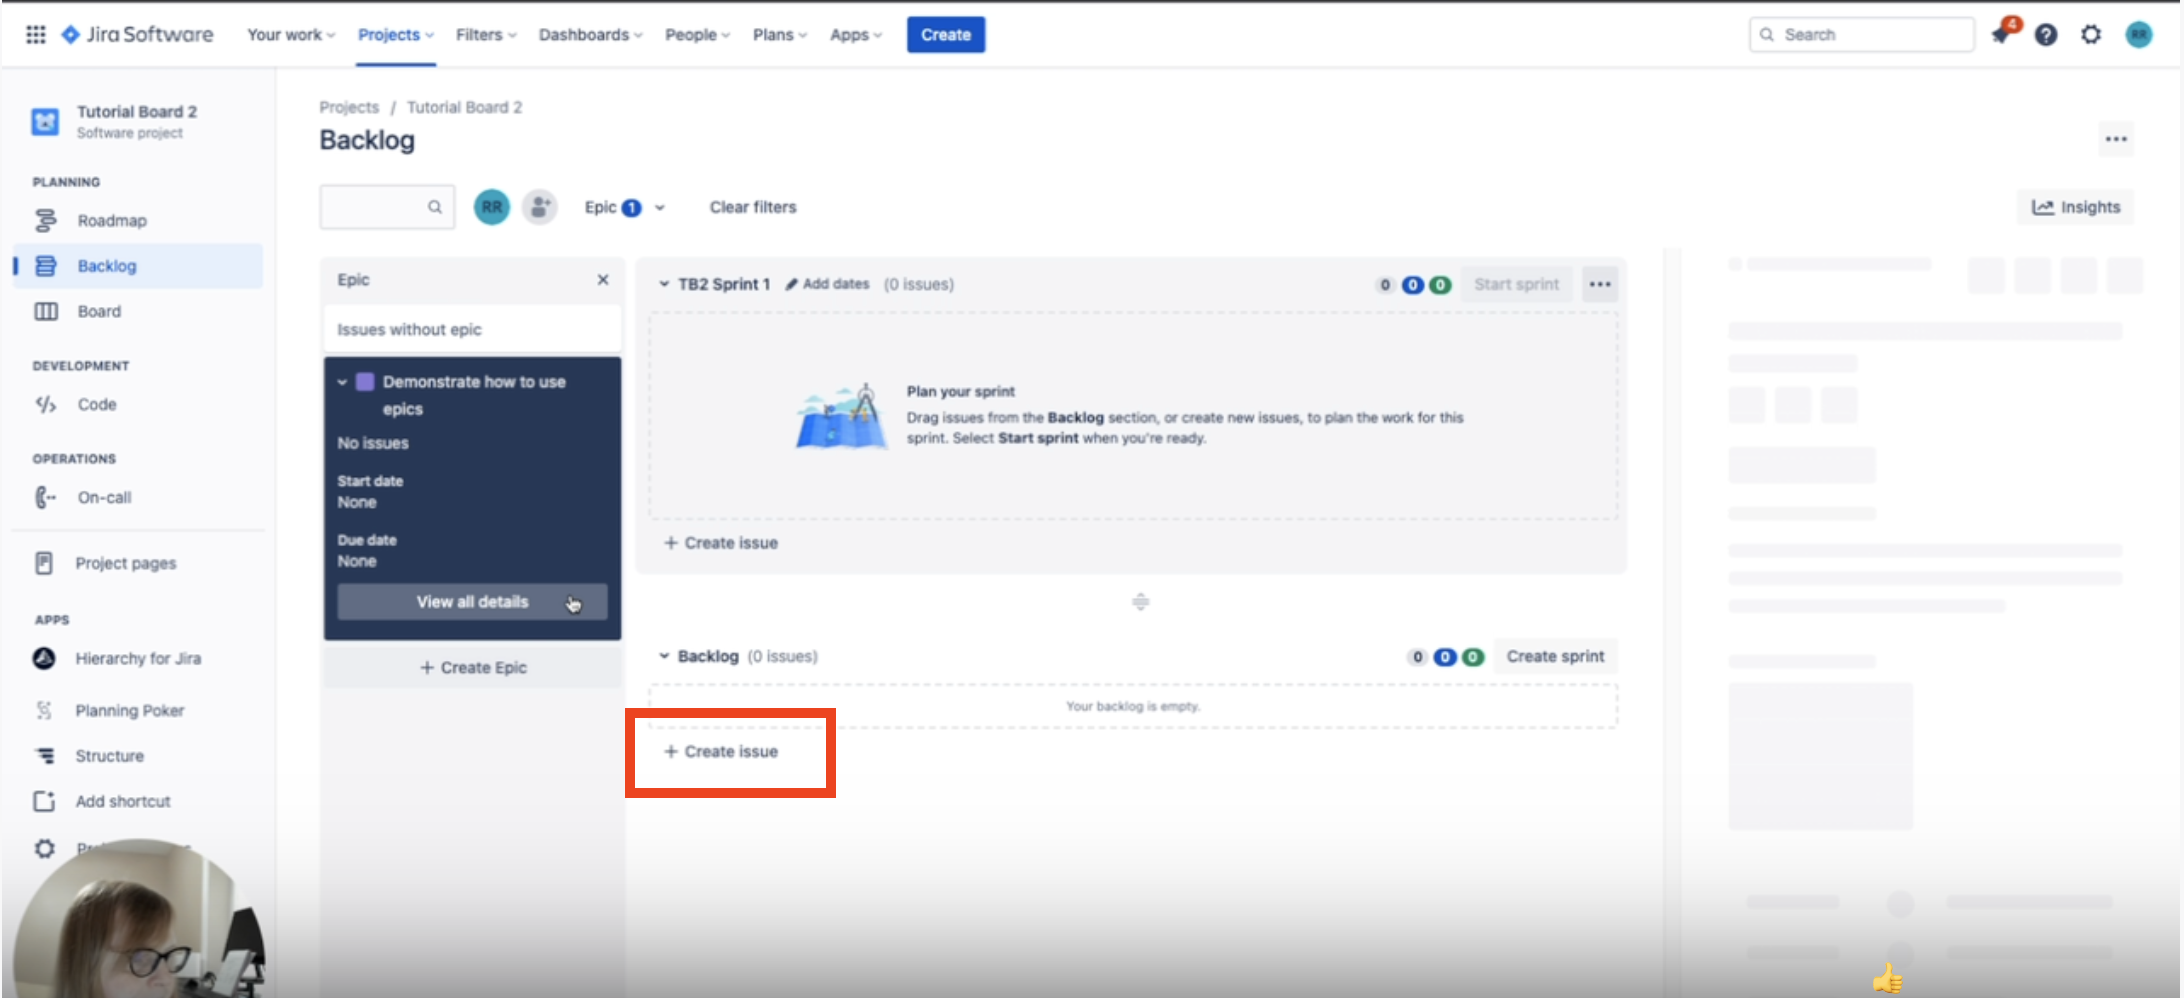 Jira Software
Your work
Projects
Filters
Dashboards
People
Plans
Apps
Create
Search
4
RR
Tutorial Board 2
Software project
PLANNING
Roadmap
Backlog
Board
DEVELOPMENT
Code
OPERATIONS
On-call
Project pages
APPS
Hierarchy for Jira
Planning Poker
Structure
Add shortcut
Projects / Tutorial Board 2
Backlog
RR
Epic 1
Clear filters
Insights
Epic
Issues without epic
Demonstrate how to use
epics
No issues
Start date
None
Due date
None
View all details
+ Create Epic
TB2 Sprint 1 Add dates (0 issues)
0 0 0
Start sprint
Plan your sprint
Drag issues from the Backlog section, or create new issues, to plan the work for this
sprint. Select Start sprint when you're ready.
+ Create issue
Backlog (0 issues)
0 0 0
Create sprint
Your backlog is empty.
+ Create issue